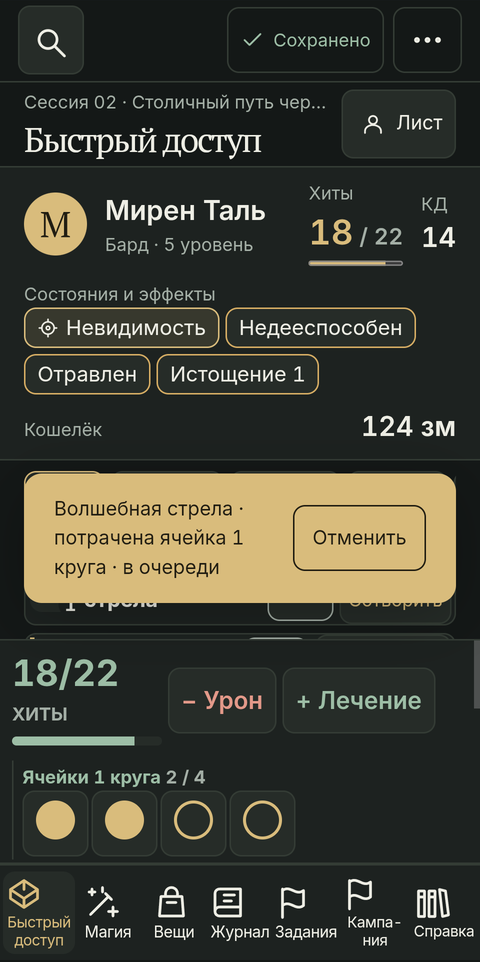 Сохранено
Сессия 02 · Столичный путь чер...
Быстрый доступ
Лист
М
Мирен Таль
Бард · 5 уровень
Хиты
18 / 22
КД
14
Состояния и эффекты
Невидимость
Недееспособен
Отравлен
Истощение 1
Кошелёк
124 зм
Волшебная стрела ·
потрачена ячейка 1
круга · в очереди
Отменить
18/22
ХИТЫ
– Урон
+ Лечение
Ячейки 1 круга 2 / 4
Быстрый
доступ
Магия
Вещи
Журнал
Задания
Кампа-
ния
Справка